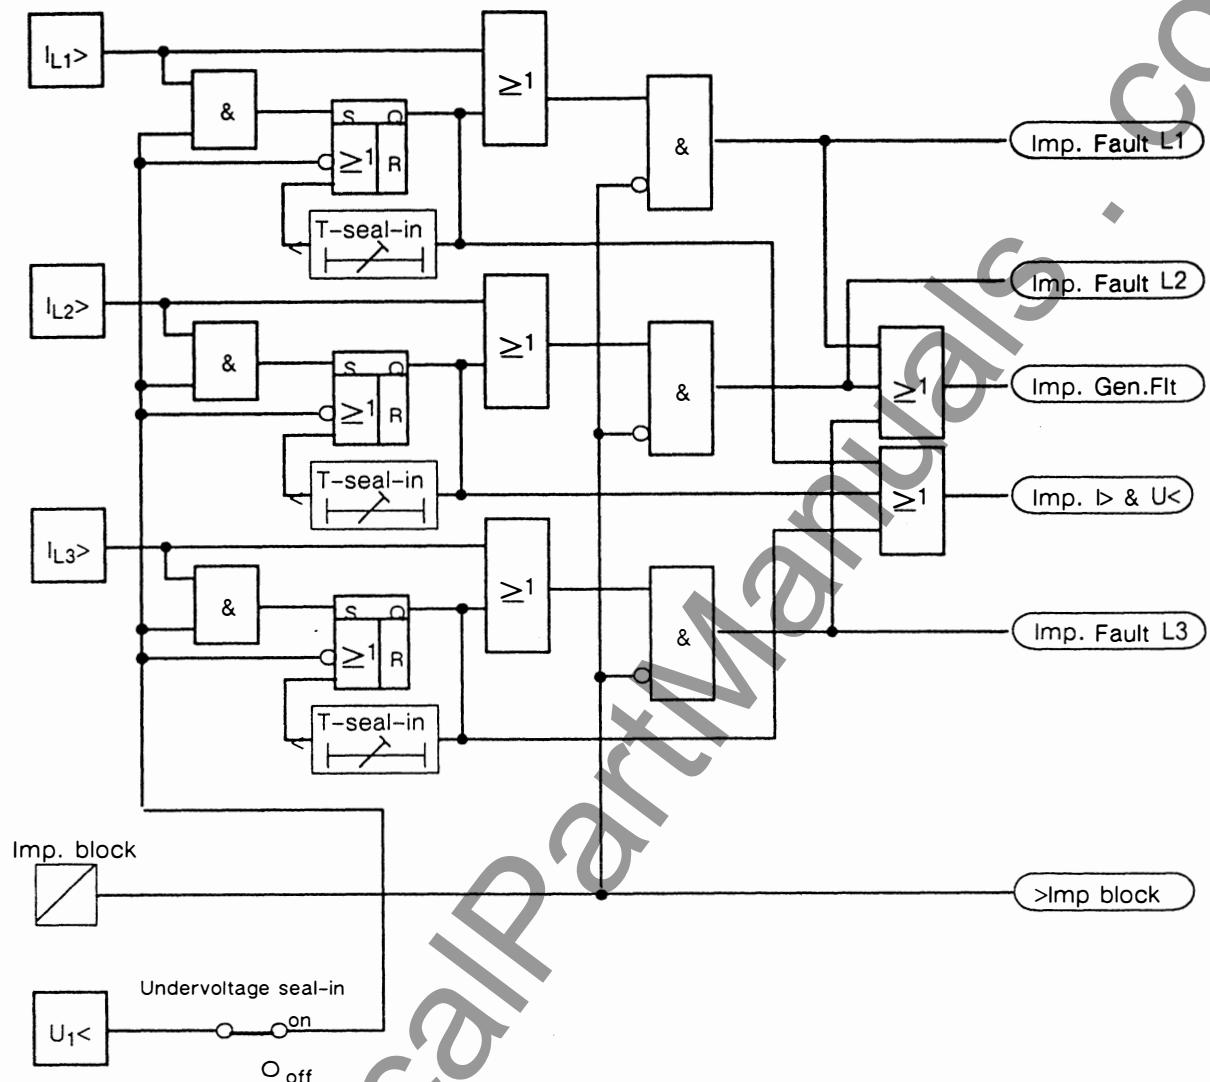 IL1>
&
S Q
≥1 R
T-seal-in
≥1
&
Imp. Fault L1
IL2>
&
S Q
≥1 R
T-seal-in
≥1
&
Imp. Fault L2
≥1
Imp. Gen.Flt
≥1
Imp. I> & U<
IL3>
&
S Q
≥1 R
T-seal-in
≥1
&
Imp. Fault L3
Imp. block
>Imp block
Undervoltage seal-in
U1<
on
off
calPartManuals . co